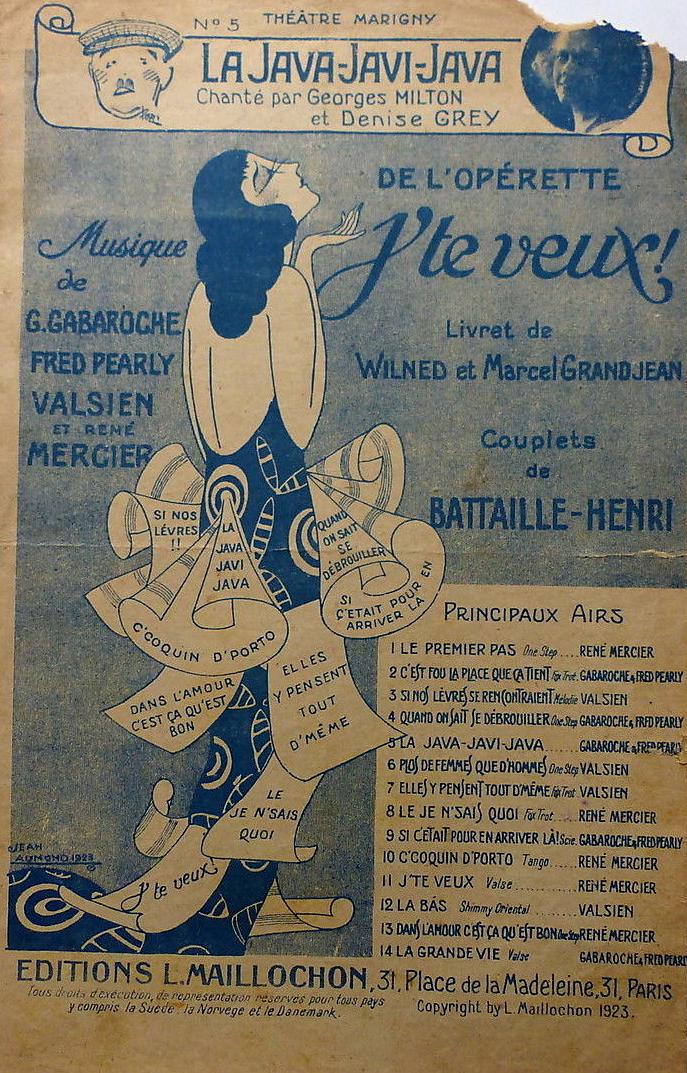 No 5 THÉÂTRE MARIGNY
LA JAVA-JAVI-JAVA
Chanté par Georges MILTON
et Denise GREY
DE L'OPÉRETTE
J'te veux!
Musique
de
G. GABAROCHE
FRED PEARLY
VALSIEN
ET RENÉ
MERCIER
Livret de
WILNED et Marcel GRANDJEAN
Couplets
de
BATTAILLE-HENRI
SI NOS
LÉVRES
!!
LA
JAVA
JAVI
JAVA
QUAND
ON SAIT
SE
DÉBROUILLER
SI
C'ETAIT POUR EN
ARRIVER LA
C'COQUIN D'PORTO
DANS L'AMOUR
C'EST ÇA QU'EST
BON
ELLES
Y PENSENT
TOUT
D'MÊME
LE
JE N'SAIS
QUOI
J'te veux
JEAN
1923
PRINCIPAUX AIRS
1 LE PREMIER PAS One Step .... RENÉ MERCIER
2 C'EST FOU LA PLACE QUE ÇA TIENT Fox Trot. GABAROCHE & FRED PEARLY
3 SI NOS LÈVRES SE RENCONTRAIENT Mélodie VALSIEN
4 QUAND ON SAIT SE DÉBROUILLER One Step GABAROCHE & FRED PEARLY
5 LA JAVA-JAVI-JAVA ....... GABAROCHE & FRED PEARLY
6 PLUS DE FEMMES QUE D'HOMMES One Step VALSIEN
7 ELLES Y PENSENT TOUT D'MÊME Fox Trot VALSIEN
8 LE JE N'SAIS QUOI Fox Trot ..... RENÉ MERCIER
9 SI C'ETAIT POUR EN ARRIVER LÀ! Scie. GABAROCHE & FRED PEARLY
10 C'COQUIN D'PORTO Tango ..... RENÉ MERCIER
11 J'TE VEUX Valse ............ RENÉ MERCIER
12 LA BÁS Shimmy Oriental ........ VALSIEN
13 DANS L'AMOUR C'EST ÇA QU'EST BON One Step RENÉ MERCIER
14 LA GRANDE VIE Valse GABAROCHE & FRED PEARL
EDITIONS L. MAILLOCHON, 31, Place de la Madeleine, 31, PARIS
Tous droits d'exécution, de représentation réservés pour tous pays
y compris la Suède la Norvege et le Danemark.
Copyright by L. Maillochon 1923.